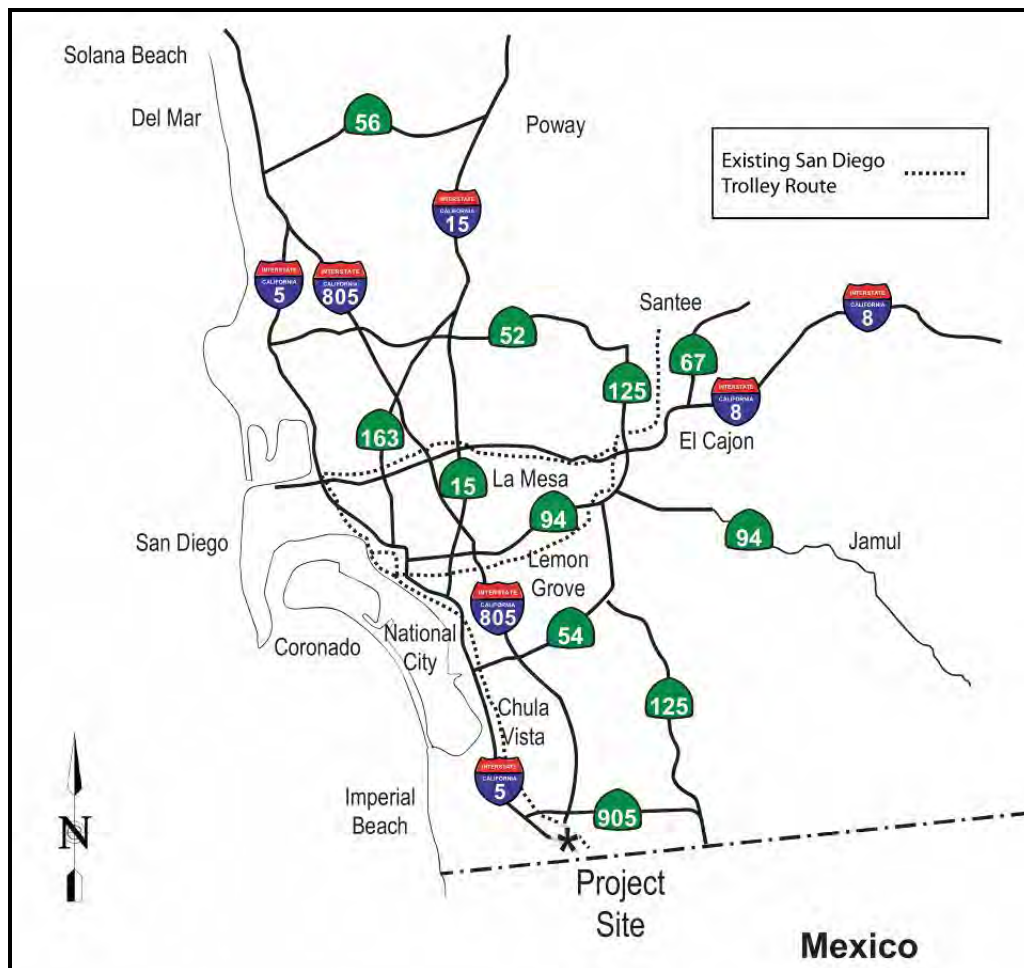 Solana Beach
Del Mar
56
Poway
Existing San Diego
Trolley Route
INTERSTATE
CALIFORNIA
15
INTERSTATE
CALIFORNIA
5
INTERSTATE
CALIFORNIA
805
Santee
INTERSTATE
CALIFORNIA
8
52
67
125
INTERSTATE
CALIFORNIA
8
163
El Cajon
La Mesa
15
94
San Diego
94
Jamul
Lemon
Grove
INTERSTATE
CALIFORNIA
805
Coronado
National
City
54
125
Chula
Vista
INTERSTATE
CALIFORNIA
5
Imperial
Beach
905
N
*
Project
Site
Mexico